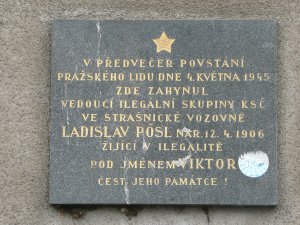 V PŘEDVEČER POVSTÁNÍ
PRAŽSKÉHO LIDU DNE 4. KVĚTNA 1945
ZDE ZAHYNUL
VEDOUCÍ ILEGÁLNÍ SKUPINY KSČ
VE STRAŠNICKÉ VOZOVNĚ
LADISLAV PÖSL NAR. 12. 4. 1906
ŽIJÍCÍ V ILEGALITĚ
POD JMÉNEM VIKTOR
ČEST JEHO PAMÁTCE !